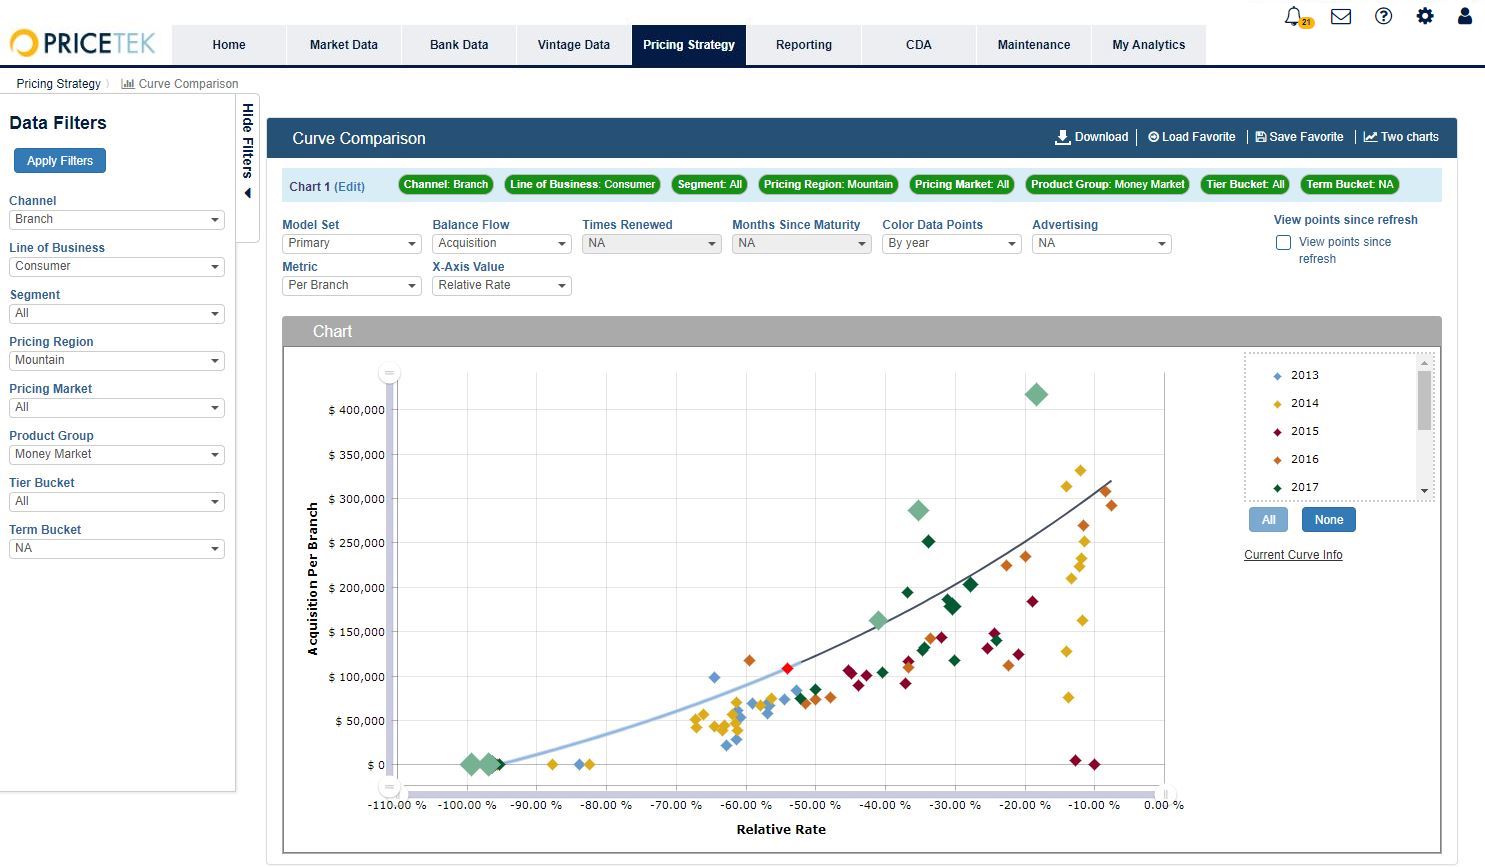 21
PRICETEK
Home Market Data Bank Data Vintage Data Pricing Strategy Reporting CDA Maintenance My Analytics
Pricing Strategy Curve Comparison
Hide Filters
Data Filters
Apply Filters
Channel
Branch
Line of Business
Consumer
Segment
All
Pricing Region
Mountain
Pricing Market
All
Product Group
Money Market
Tier Bucket
All
Term Bucket
NA
Curve Comparison Download Load Favorite Save Favorite Two charts
Chart 1 (Edit) Channel: Branch Line of Business: Consumer Segment: All Pricing Region: Mountain Pricing Market: All Product Group: Money Market Tier Bucket: All Term Bucket: NA
Model Set Balance Flow Times Renewed Months Since Maturity Color Data Points Advertising View points since refresh
Primary Acquisition NA NA By year NA View points since
refresh
Metric X-Axis Value
Per Branch Relative Rate
Chart
$ 400,000
$ 350,000
$ 300,000
$ 250,000
$ 200,000
$ 150,000
$ 100,000
$ 50,000
$ 0
Acquisition Per Branch
-110.00 % -100.00 % -90.00 % -80.00 % -70.00 % -60.00 % -50.00 % -40.00 % -30.00 % -20.00 % -10.00 % 0.00 %
Relative Rate
2013
2014
2015
2016
2017
All None
Current Curve Info